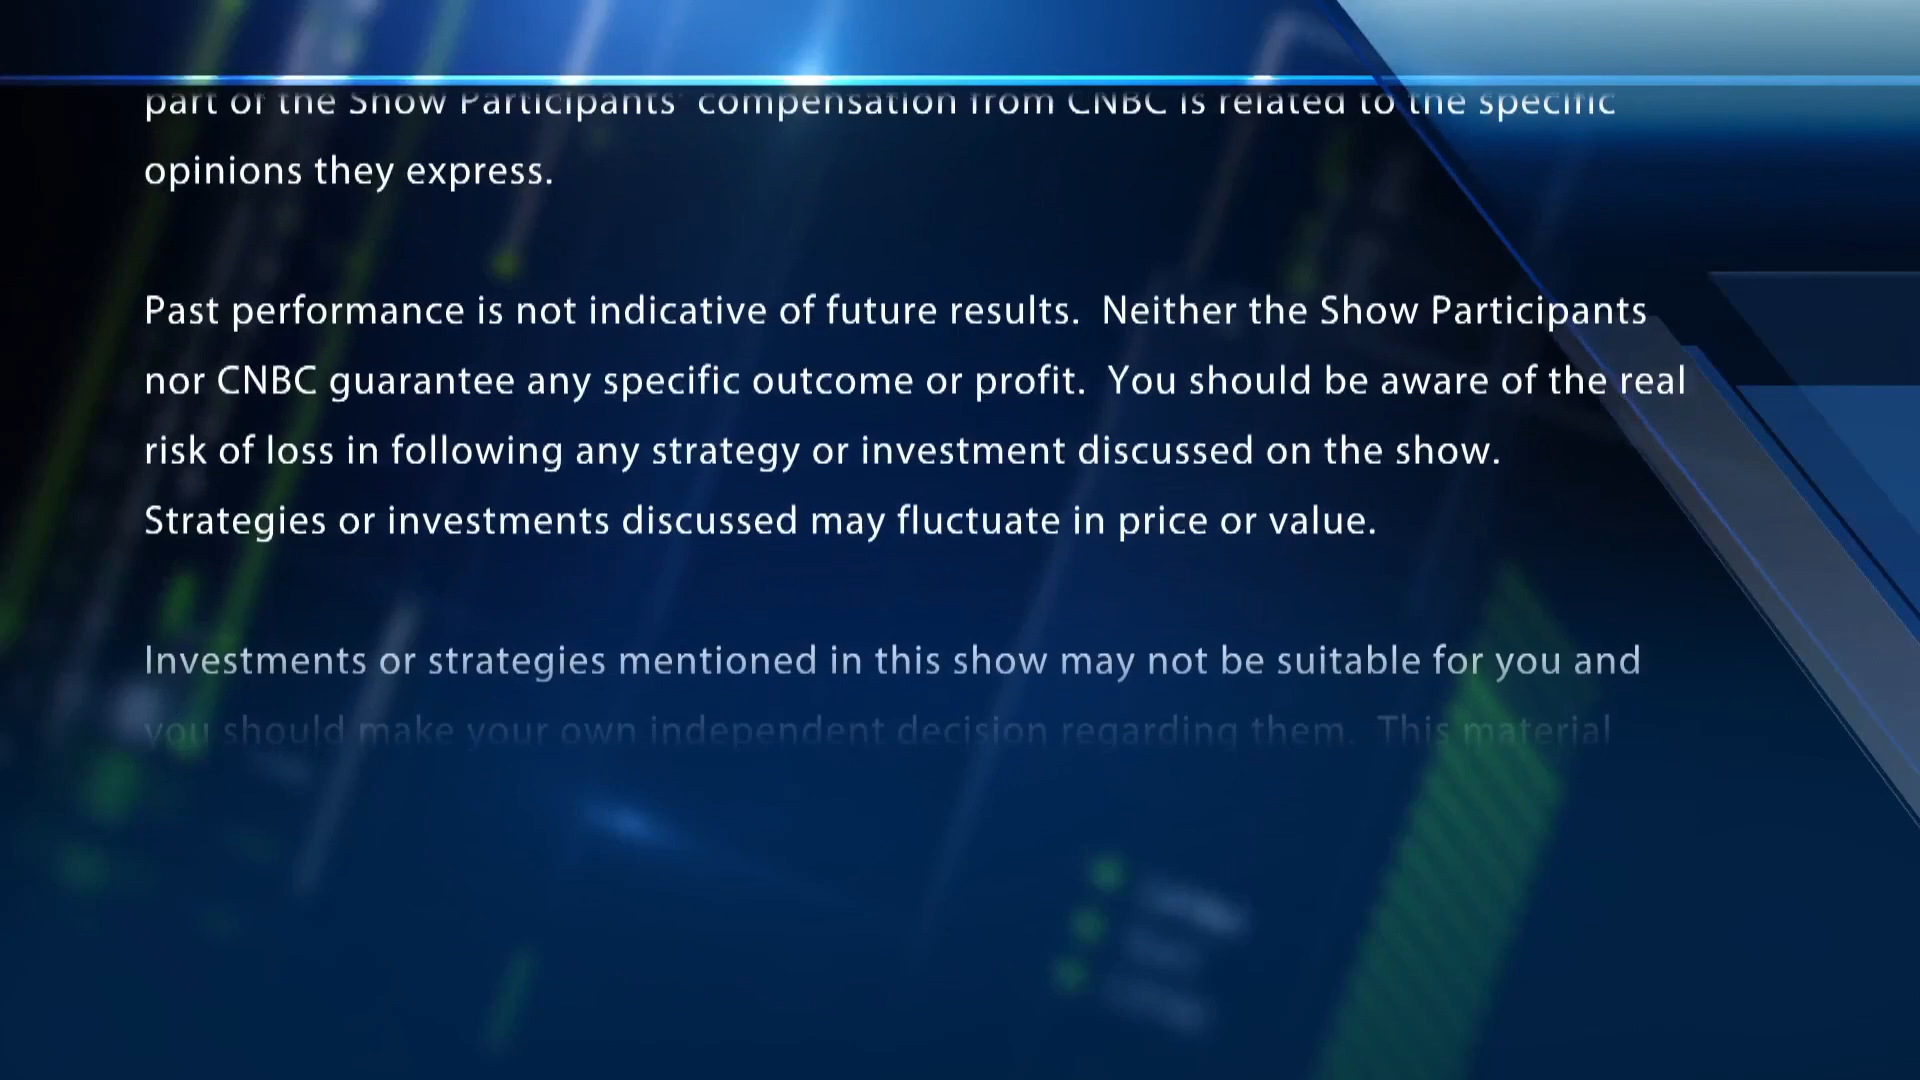 part of the Show Participants' compensation from CNBC is related to the specific
opinions they express.
Past performance is not indicative of future results.  Neither the Show Participants
nor CNBC guarantee any specific outcome or profit.  You should be aware of the real
risk of loss in following any strategy or investment discussed on the show.
Strategies or investments discussed may fluctuate in price or value.
Investments or strategies mentioned in this show may not be suitable for you and
you should make your own independent decision regarding them.  This material